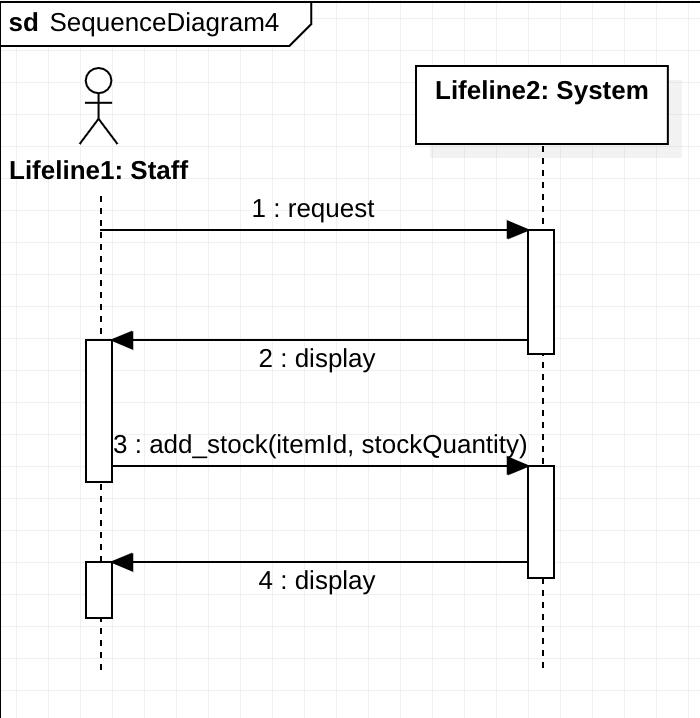 sd SequenceDiagram4
Lifeline2: System
Lifeline1: Staff
1 : request
2 : display
3 : add_stock(itemId, stockQuantity)
4 : display